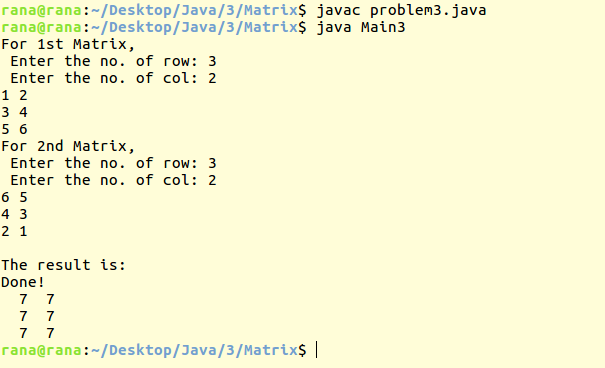 rana@rana:~/Desktop/Java/3/Matrix$ javac problem3.java
rana@rana:~/Desktop/Java/3/Matrix$ java Main3
For 1st Matrix,
 Enter the no. of row: 3
 Enter the no. of col: 2
1 2
3 4
5 6
For 2nd Matrix,
 Enter the no. of row: 3
 Enter the no. of col: 2
6 5
4 3
2 1

The result is:
Done!
  7  7
  7  7
  7  7
rana@rana:~/Desktop/Java/3/Matrix$